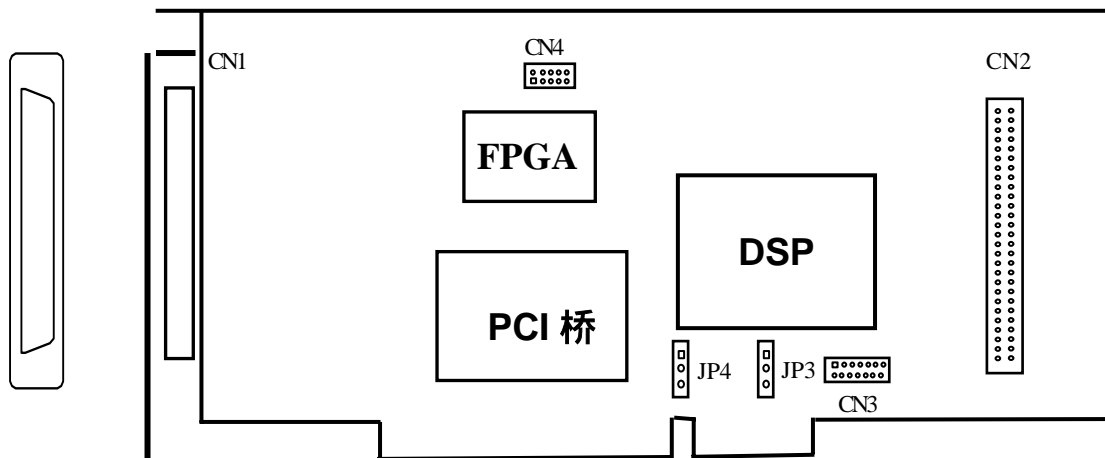 CN1
CN4
CN2
FPGA
DSP
PCI 桥
JP4
JP3
CN3